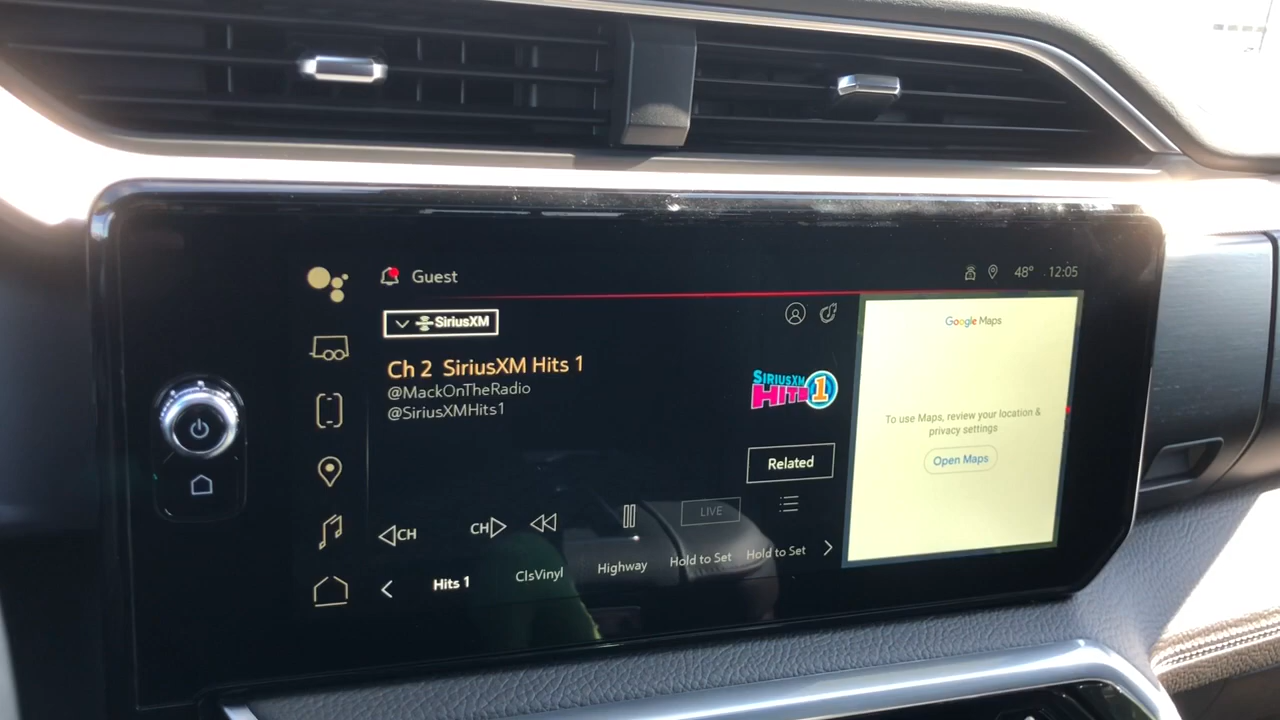 Guest
48° 12:05
SiriusXM
Ch 2 SiriusXM Hits 1
@MackOnTheRadio
@SiriusXMHits1
SIRIUSXM
HITS 1
Related
CH
CH
LIVE
Hits 1
ClsVinyl
Highway
Hold to Set
Hold to Set
Google Maps
To use Maps, review your location &
privacy settings
Open Maps